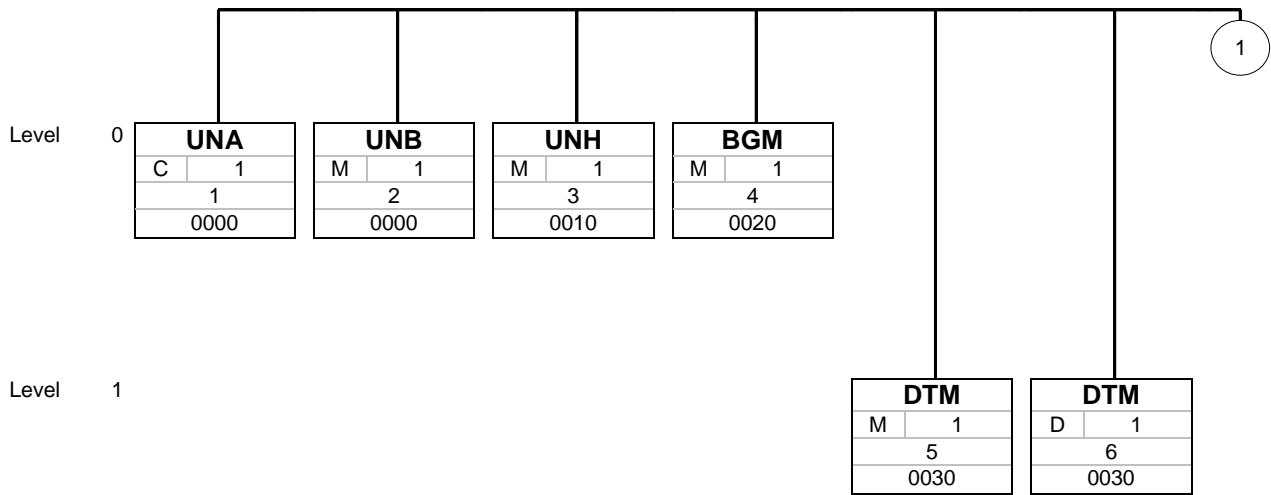 1
Level 0 UNA UNB UNH BGM
C 1 M 1 M 1 M 1
1 2 3 4
0000 0000 0010 0020
Level 1 DTM DTM
M 1 D 1
5 6
0030 0030